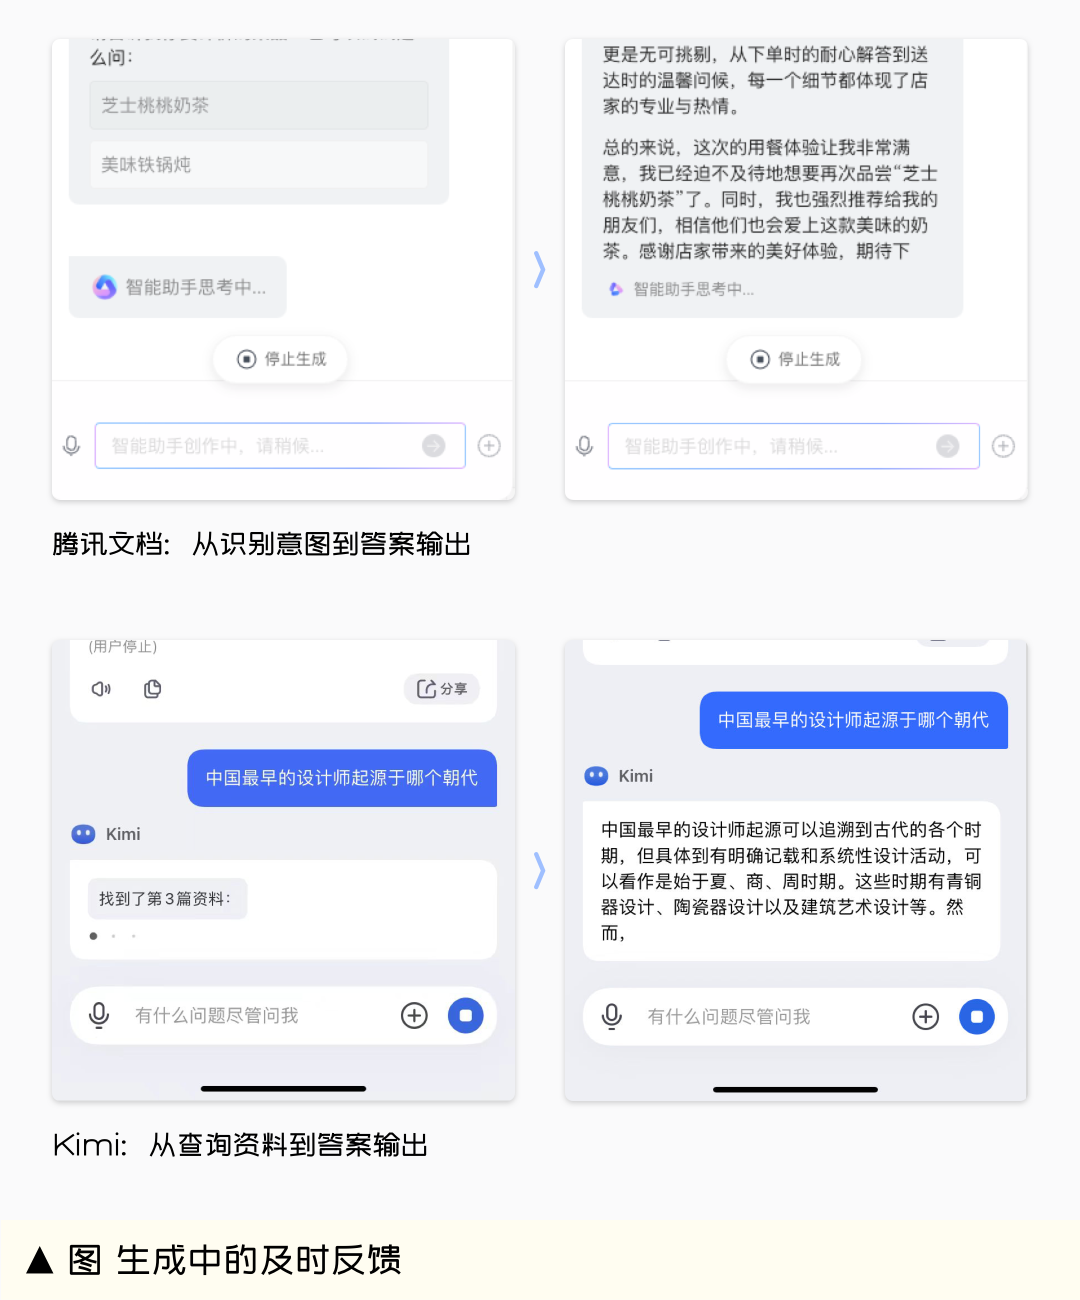 么问：
芝士桃桃奶茶
美味铁锅炖
智能助手思考中...
停止生成
智能助手创作中，请稍候...
更是无可挑剔，从下单时的耐心解答到送
达时的温馨问候，每一个细节都体现了店
家的专业与热情。
总的来说，这次的用餐体验让我非常满
意，我已经迫不及待地想要再次品尝“芝士
桃桃奶茶”了。同时，我也强烈推荐给我的
朋友们，相信他们也会爱上这款美味的奶
茶。感谢店家带来的美好体验，期待下
智能助手思考中...
停止生成
智能助手创作中，请稍候...
腾讯文档：从识别意图到答案输出
(用户停止)
分享
中国最早的设计师起源于哪个朝代
Kimi
找到了第3篇资料：
有什么问题尽管问我
中国最早的设计师起源于哪个朝代
Kimi
中国最早的设计师起源可以追溯到古代的各个时
期，但具体到有明确记载和系统性设计活动，可
以看作是始于夏、商、周时期。这些时期有青铜
器设计、陶瓷器设计以及建筑艺术设计等。然
而，
有什么问题尽管问我
Kimi：从查询资料到答案输出
▲ 图 生成中的及时反馈